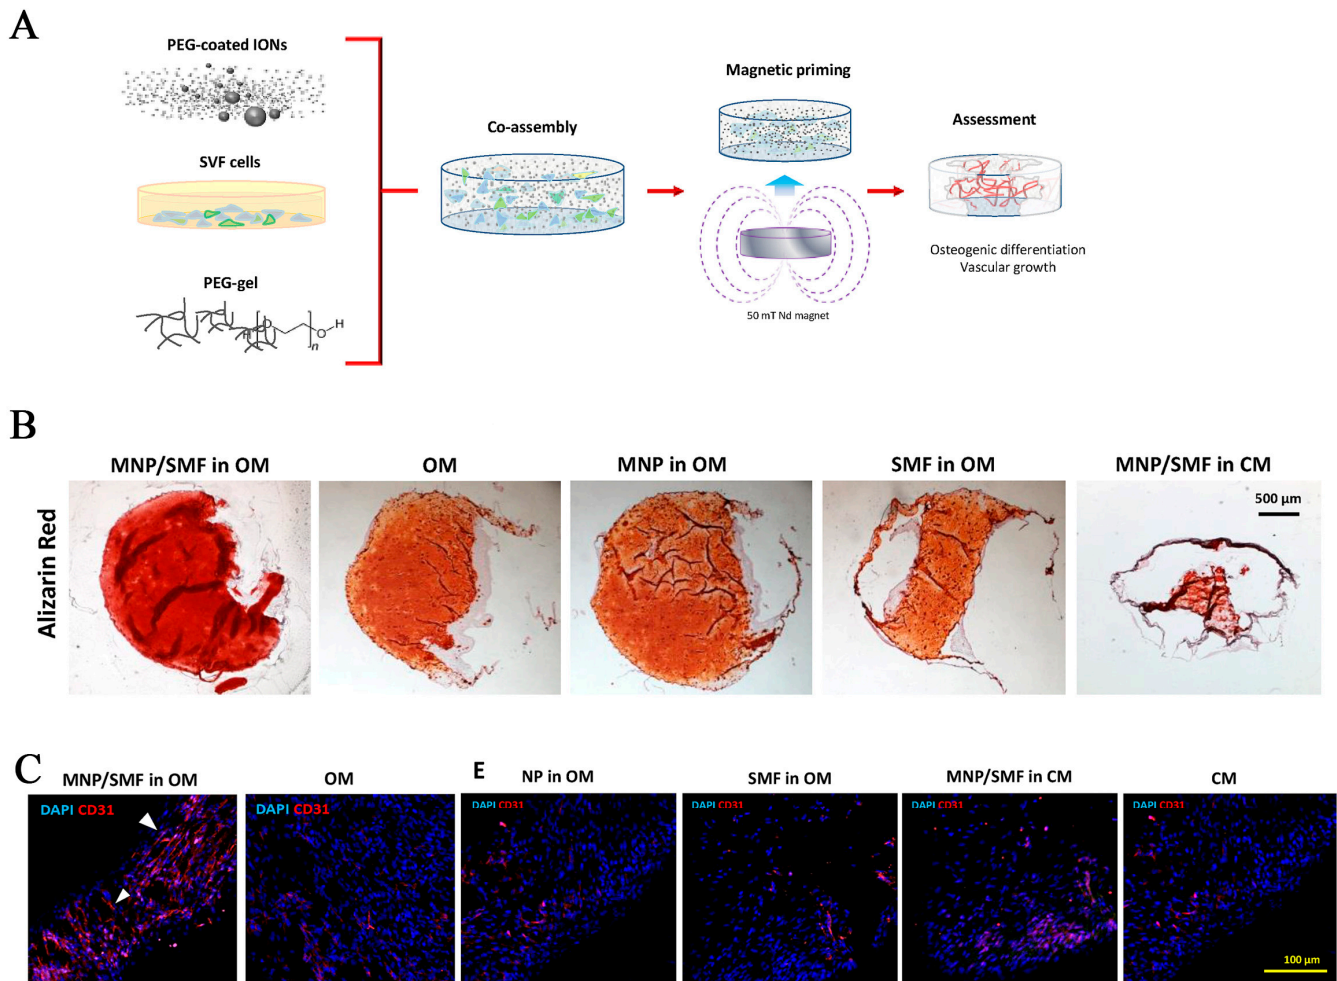 A
PEG-coated IONs
SVF cells
PEG-gel
H
O
O
H
n
Co-assembly
Magnetic priming
50 mT Nd magnet
Assessment
Osteogenic differentiation
Vascular growth
B
MNP/SMF in OM
OM
MNP in OM
SMF in OM
MNP/SMF in CM
Alizarin Red
500 µm
C
MNP/SMF in OM
OM
E
NP in OM
SMF in OM
MNP/SMF in CM
CM
DAPI CD31
DAPI CD31
DAPI CD31
DAPI CD31
DAPI CD31
DAPI CD31
100 µm